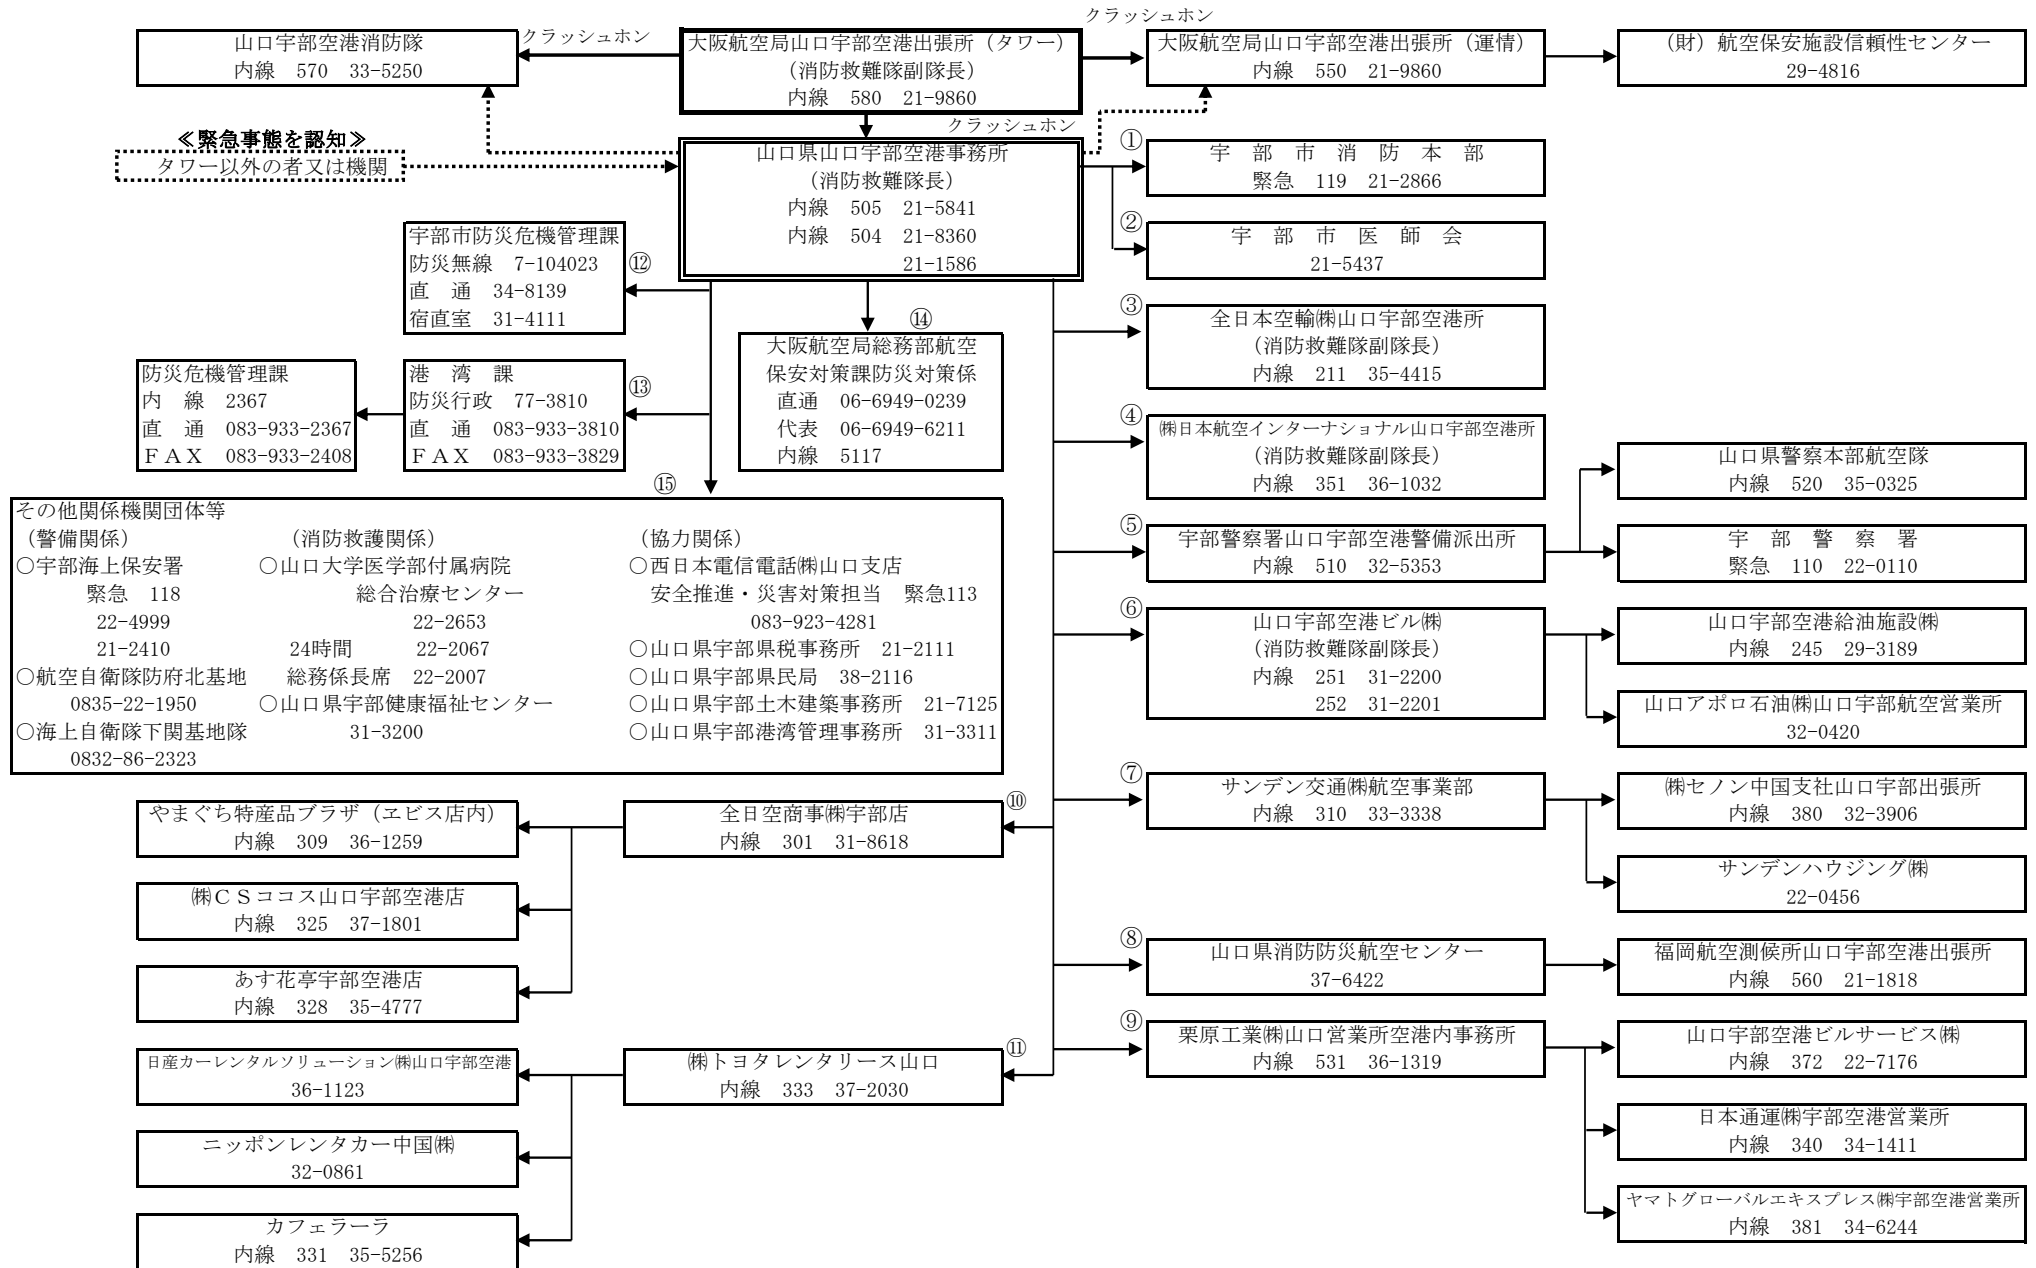 クラッシュホン
山口宇部空港消防隊
内線　570　33-5250
クラッシュホン
大阪航空局山口宇部空港出張所（タワー）
（消防救難隊副隊長）
内線　580　21-9860
大阪航空局山口宇部空港出張所（運情）
内線　550　21-9860
（財）航空保安施設信頼性センター
29-4816
クラッシュホン
≪緊急事態を認知≫
タワー以外の者又は機関
山口県山口宇部空港事務所
（消防救難隊長）
内線　505　21-5841
内線　504　21-8360
21-1586
①
宇　部　市　消　防　本　部
緊急　119　21-2866
②
宇　部　市　医　師　会
21-5437
⑫
宇部市防災危機管理課
防災無線　7-104023
直　通　34-8139
宿直室　31-4111
③
全日本空輸㈱山口宇部空港所
（消防救難隊副隊長）
内線　211　35-4415
⑭
大阪航空局総務部航空
保安対策課防災対策係
直通　06-6949-0239
代表　06-6949-6211
内線　5117
防災危機管理課
内　線　2367
直　通　083-933-2367
ＦＡＸ　083-933-2408
⑬
港　湾　課
防災行政　77-3810
直　通　083-933-3810
ＦＡＸ　083-933-3829
④
㈱日本航空インターナショナル山口宇部空港所
（消防救難隊副隊長）
内線　351　36-1032
山口県警察本部航空隊
内線　520　35-0325
⑤
宇部警察署山口宇部空港警備派出所
内線　510　32-5353
宇　部　警　察　署
緊急　110　22-0110
⑮
その他関係機関団体等
（警備関係）
○宇部海上保安署
緊急　118
22-4999
21-2410
○航空自衛隊防府北基地
0835-22-1950
○海上自衛隊下関基地隊
0832-86-2323
（消防救護関係）
○山口大学医学部付属病院
総合治療センター
22-2653
24時間　22-2067
総務係長席　22-2007
○山口県宇部健康福祉センター
31-3200
（協力関係）
○西日本電信電話㈱山口支店
安全推進・災害対策担当　緊急113
083-923-4281
○山口県宇部県税事務所　21-2111
○山口県宇部県民局　38-2116
○山口県宇部土木建築事務所　21-7125
○山口県宇部港湾管理事務所　31-3311
⑥
山口宇部空港ビル㈱
（消防救難隊副隊長）
内線　251　31-2200
252　31-2201
山口宇部空港給油施設㈱
内線　245　29-3189
山口アポロ石油㈱山口宇部航空営業所
32-0420
⑦
サンデン交通㈱航空事業部
内線　310　33-3338
㈱セノン中国支社山口宇部出張所
内線　380　32-3906
サンデンハウジング㈱
22-0456
やまぐち特産品プラザ（ヱビス店内）
内線　309　36-1259
⑩
全日空商事㈱宇部店
内線　301　31-8618
㈱ＣＳココス山口宇部空港店
内線　325　37-1801
あす花亭宇部空港店
内線　328　35-4777
⑧
山口県消防防災航空センター
37-6422
福岡航空測候所山口宇部空港出張所
内線　560　21-1818
⑨
栗原工業㈱山口営業所空港内事務所
内線　531　36-1319
山口宇部空港ビルサービス㈱
内線　372　22-7176
日産カーレンタルソリューション㈱山口宇部空港
36-1123
⑪
㈱トヨタレンタリース山口
内線　333　37-2030
日本通運㈱宇部空港営業所
内線　340　34-1411
ニッポンレンタカー中国㈱
32-0861
ヤマトグローバルエキスプレス㈱宇部空港営業所
内線　381　34-6244
カフェラーラ
内線　331　35-5256